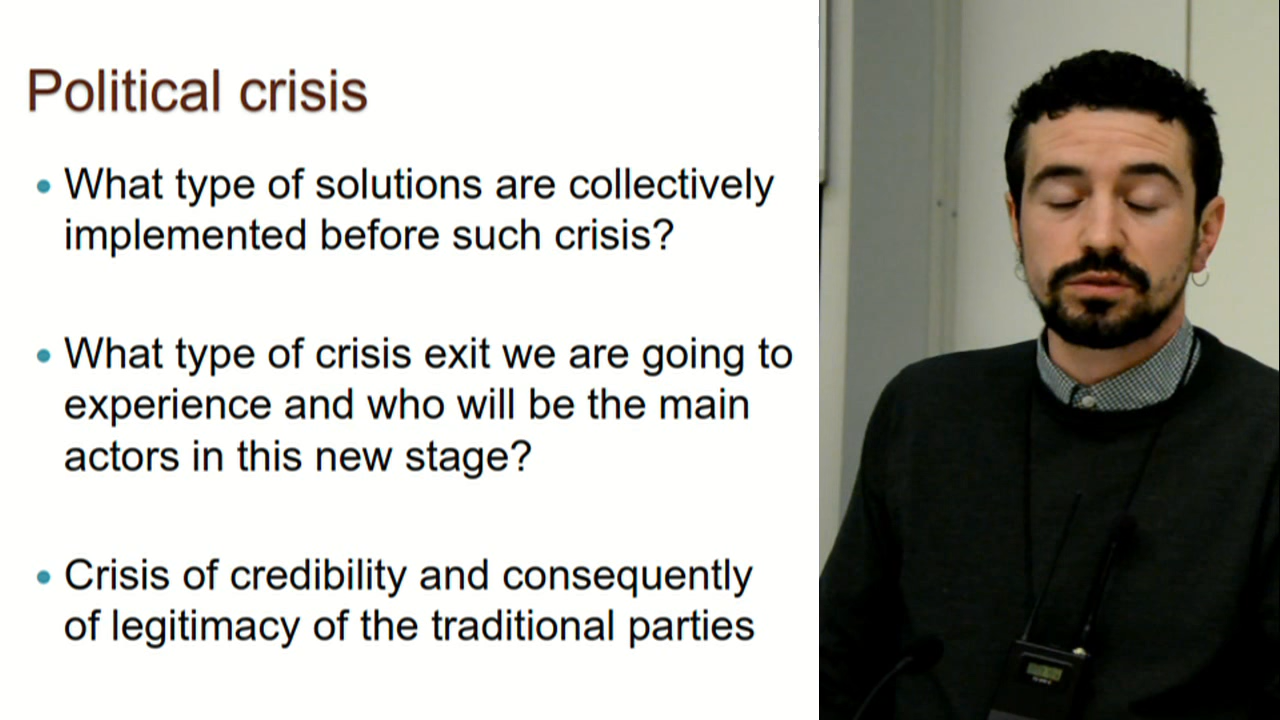 Political crisis
• What type of solutions are collectively
implemented before such crisis?
• What type of crisis exit we are going to
experience and who will be the main
actors in this new stage?
• Crisis of credibility and consequently
of legitimacy of the traditional parties